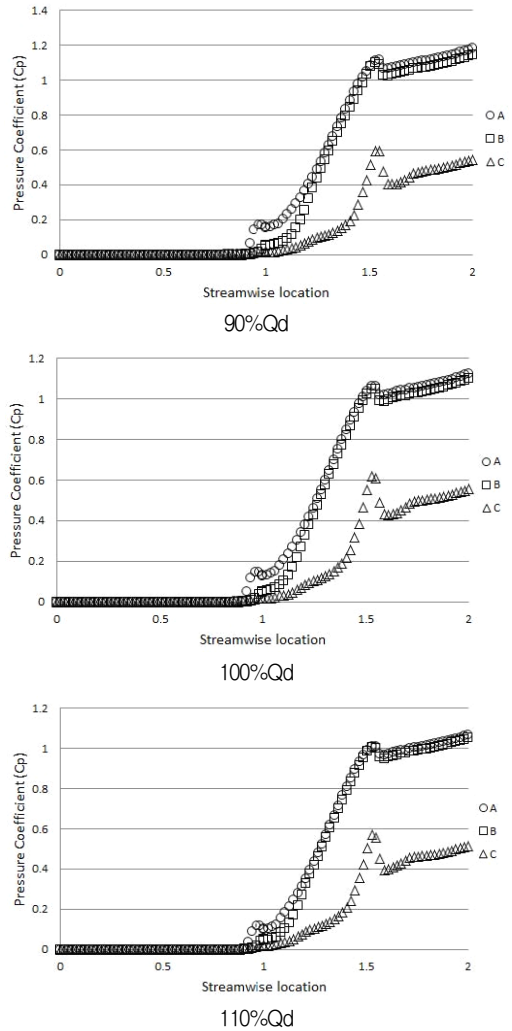 1.4
1.2
1
0.8
0.6
0.4
0.2
0
Pressure Coefficient (Cp)
A
B
C
0 0.5 1 1.5 2
Streamwise location
90%Qd
1.2
1
0.8
0.6
0.4
0.2
0
Pressure Coefficient (Cp)
A
B
C
0 0.5 1 1.5 2
Streamwise location
100%Qd
1.2
1
0.8
0.6
0.4
0.2
0
Pressure Coefficient (Cp)
A
B
C
0 0.5 1 1.5 2
Streamwise location
110%Qd